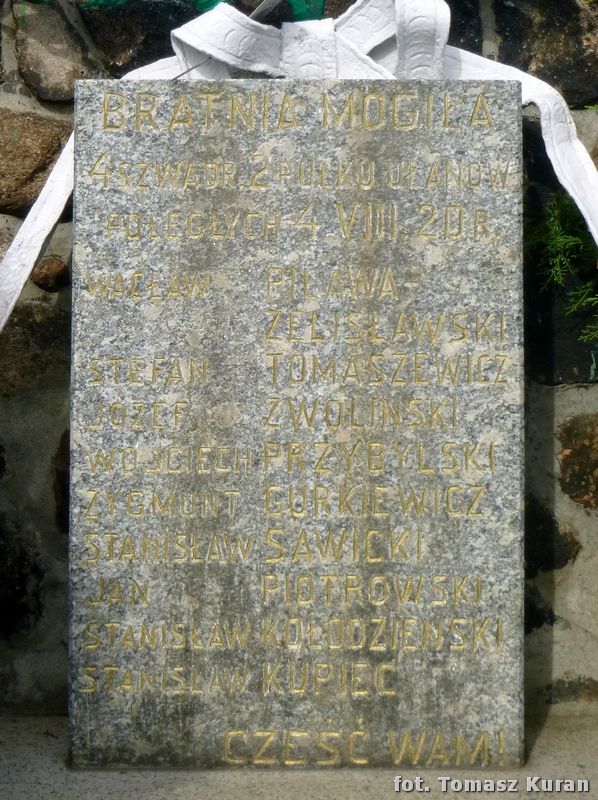 BRATNIA MOGIŁA
4 SZWADR. 2 PUŁKU UŁANÓW
POLEGŁYCH 4 VIII 20 R.
WACŁAW PILAWA-
ZELISŁAWSKI
STEFAN TOMASZEWICZ
JÓZEF ZWOLIŃSKI
WOJCIECH PRZYBYLSKI
ZYGMUNT GURKIEWICZ
STANISŁAW SAWICKI
JAN PIOTROWSKI
STANISŁAW KOŁODZIEŃSKI
STANISŁAW KUPIEC
CZEŚĆ WAM!
fot. Tomasz Kuran